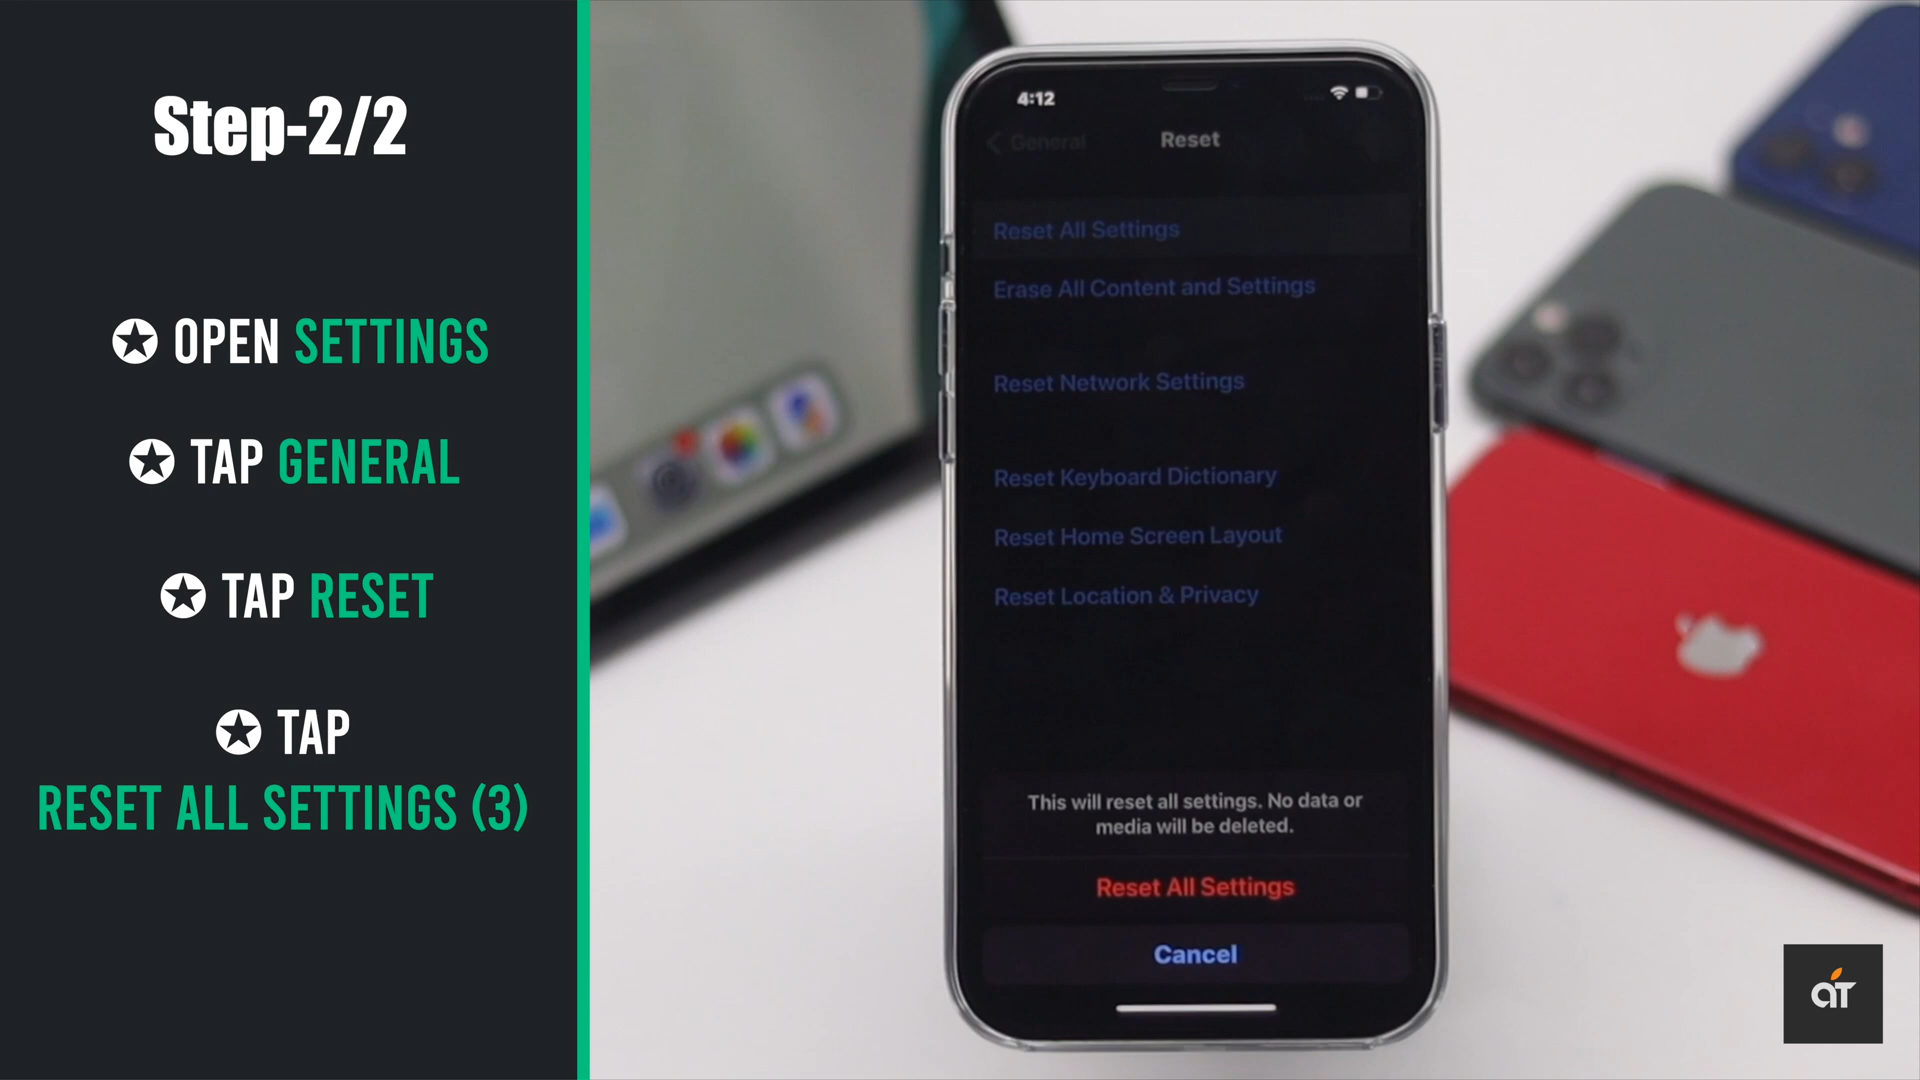 Step-2/2
✪ OPEN SETTINGS
✪ TAP GENERAL
✪ TAP RESET
✪ TAP
RESET ALL SETTINGS (3)
4:12
General
Reset
Reset All Settings
Erase All Content and Settings
Reset Network Settings
Reset Keyboard Dictionary
Reset Home Screen Layout
Reset Location & Privacy
This will reset all settings. No data or
media will be deleted.
Reset All Settings
Cancel
aT